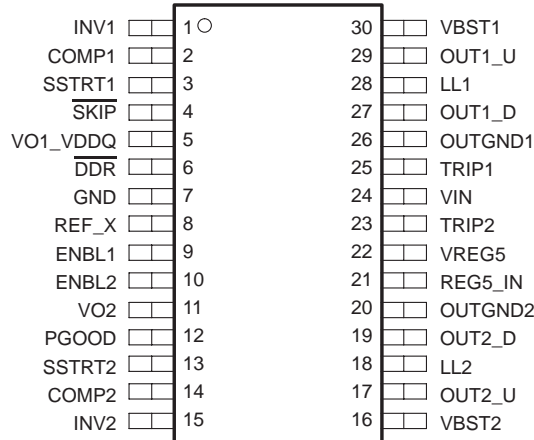 INV1 1 30 VBST1
COMP1 2 29 OUT1_U
SSTRT1 3 28 LL1
SKIP 4 27 OUT1_D
VO1_VDDQ 5 26 OUTGND1
DDR 6 25 TRIP1
GND 7 24 VIN
REF_X 8 23 TRIP2
ENBL1 9 22 VREG5
ENBL2 10 21 REG5_IN
VO2 11 20 OUTGND2
PGOOD 12 19 OUT2_D
SSTRT2 13 18 LL2
COMP2 14 17 OUT2_U
INV2 15 16 VBST2